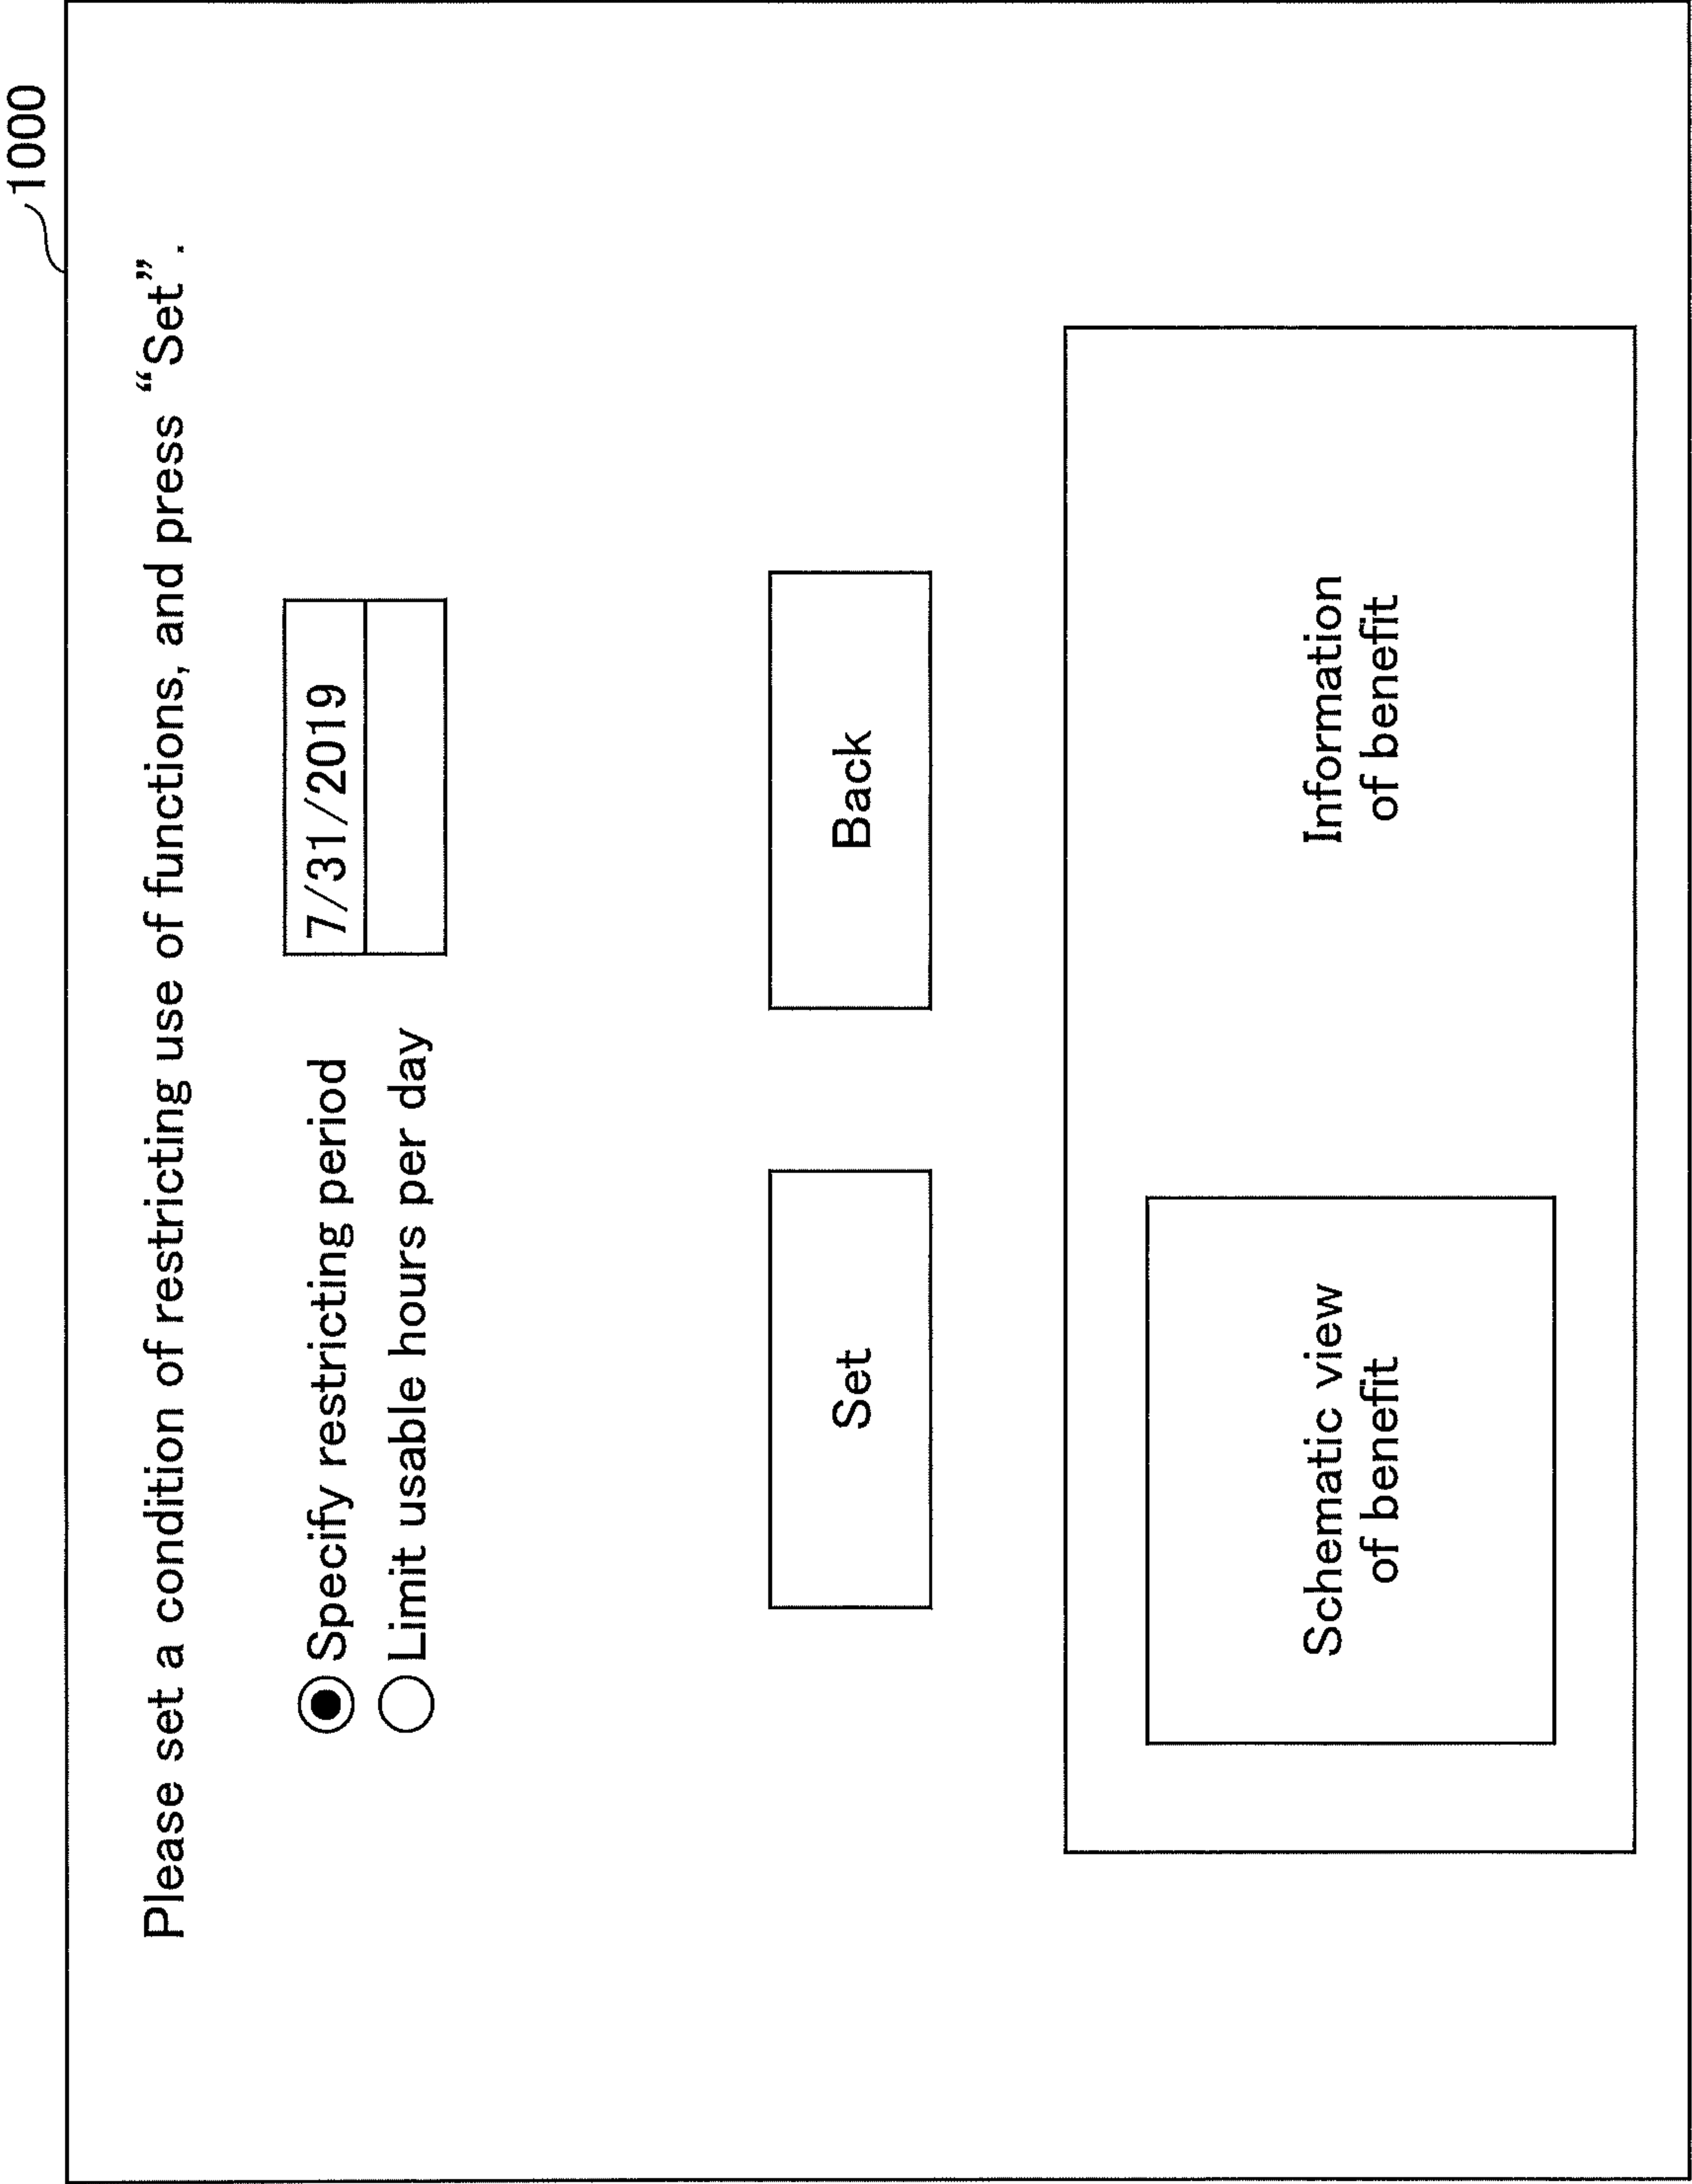 1000
Please set a condition of restricting use of functions, and press “Set”.
Specify restricting period 7/31/2019
Limit usable hours per day
Set Back
Schematic view
of benefit
Information
of benefit